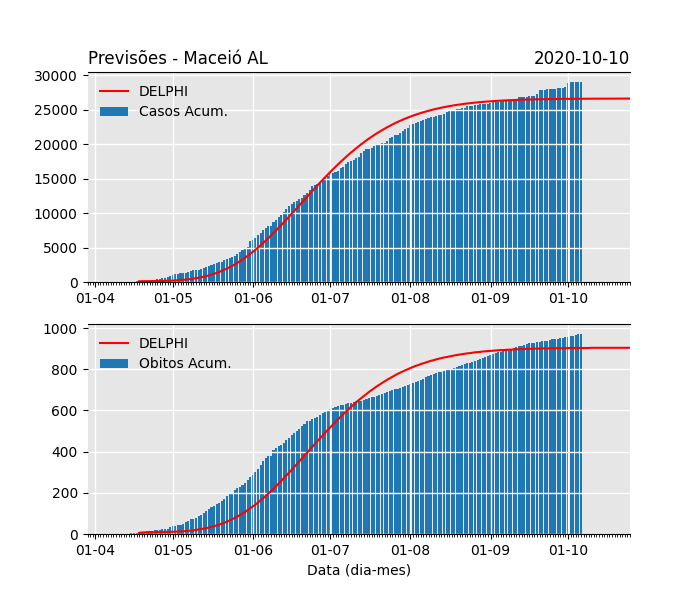 Previsões - Maceió AL 2020-10-10
30000
25000
20000
15000
10000
5000
0
DELPHI
Casos Acum.
01-04 01-05 01-06 01-07 01-08 01-09 01-10
1000
800
600
400
200
0
DELPHI
Obitos Acum.
01-04 01-05 01-06 01-07 01-08 01-09 01-10
Data (dia-mes)